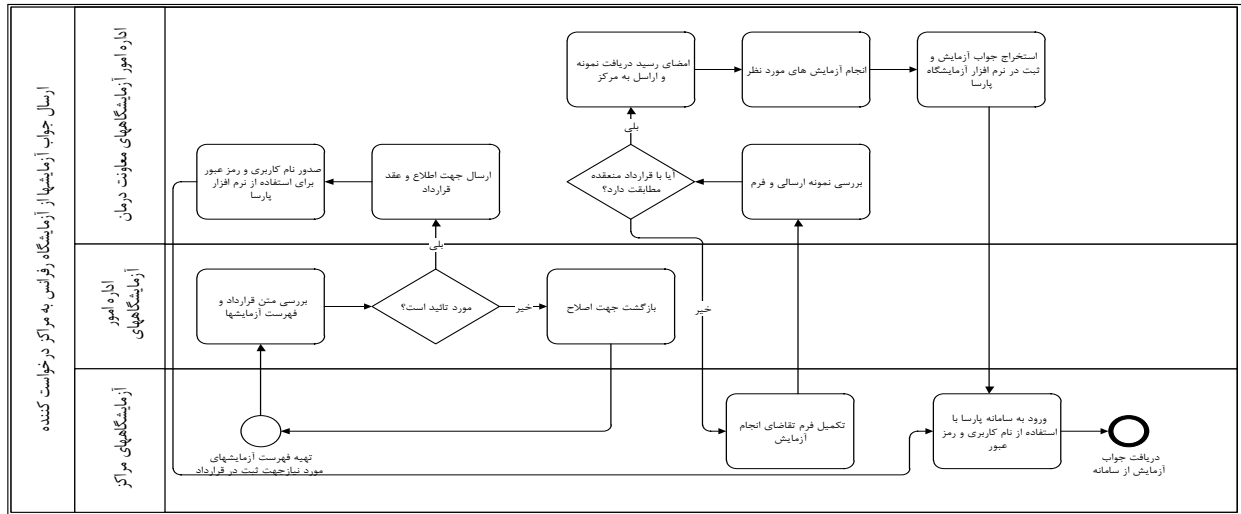 ارسال جواب آزمایشها از آزمایشگاه رفرانس به مراکز درخواست کننده
اداره امور آزمایشگاههای معاونت درمان
امضای رسید دریافت نمونه
و اراسل به مرکز
انجام آزمایش های مورد نظر
استخراج جواب آزمایش و
ثبت در نرم افزار آزمایشگاه
پارسا
بلی
صدور نام کاربری و رمز عبور
برای استفاده از نرم افزار
پارسا
ارسال جهت اطلاع و عقد
قرارداد
آیا با قرارداد منعقده
مطابقت دارد؟
بررسی نمونه ارسالی و فرم
بلی
اداره امور
آزمایشگاههای
بررسی متن قرارداد و
فهرست آزمایشها
مورد تائید است؟
خیر
بازگشت جهت اصلاح
خیر
آزمایشگاههای مراکز
تهیه فهرست آزمایشهای
مورد نیازجهت ثبت در قرارداد
تکمیل فرم تقاضای انجام
آزمایش
ورود به سامانه پارسا با
استفاده از نام کاربری و رمز
عبور
دریافت جواب
آزمایش از سامانه